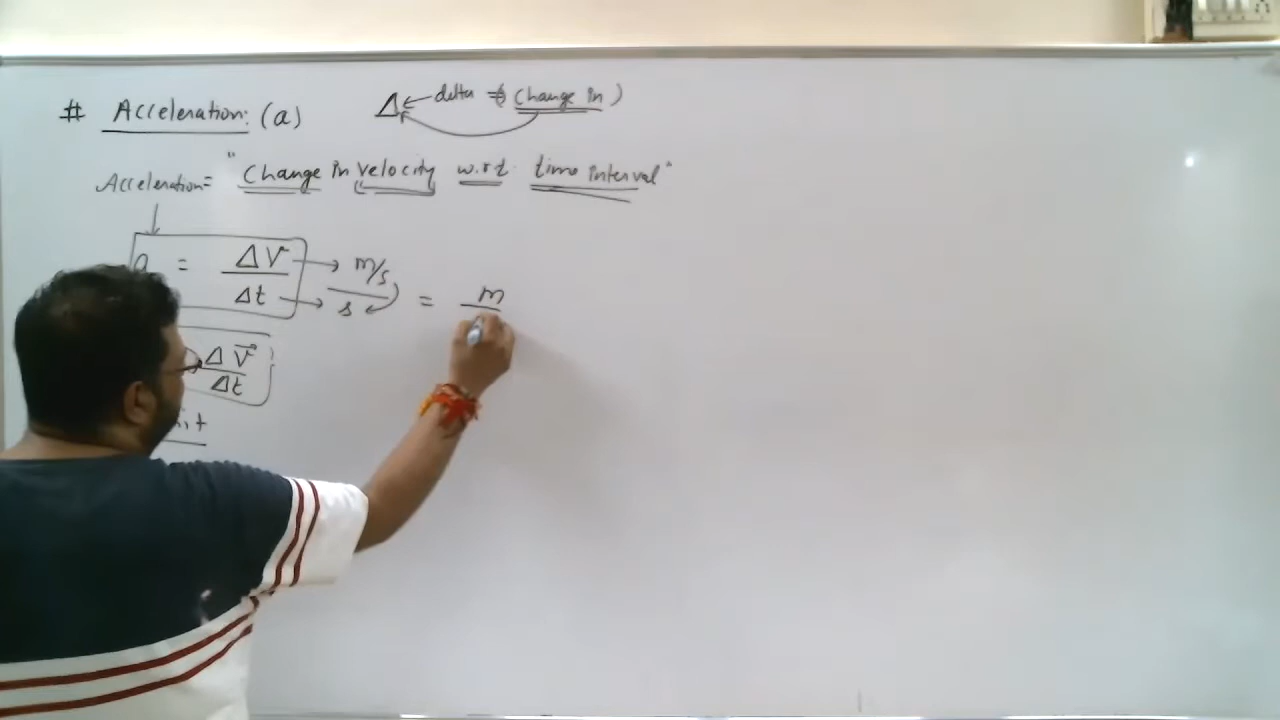 # Acceleration: (a) Δ ← delta ⇒ (Change in)
Acceleration = "Change in velocity w.r.t. time interval"
a = ΔV / Δt → m/s / s = m
ΔV⃗ / Δt